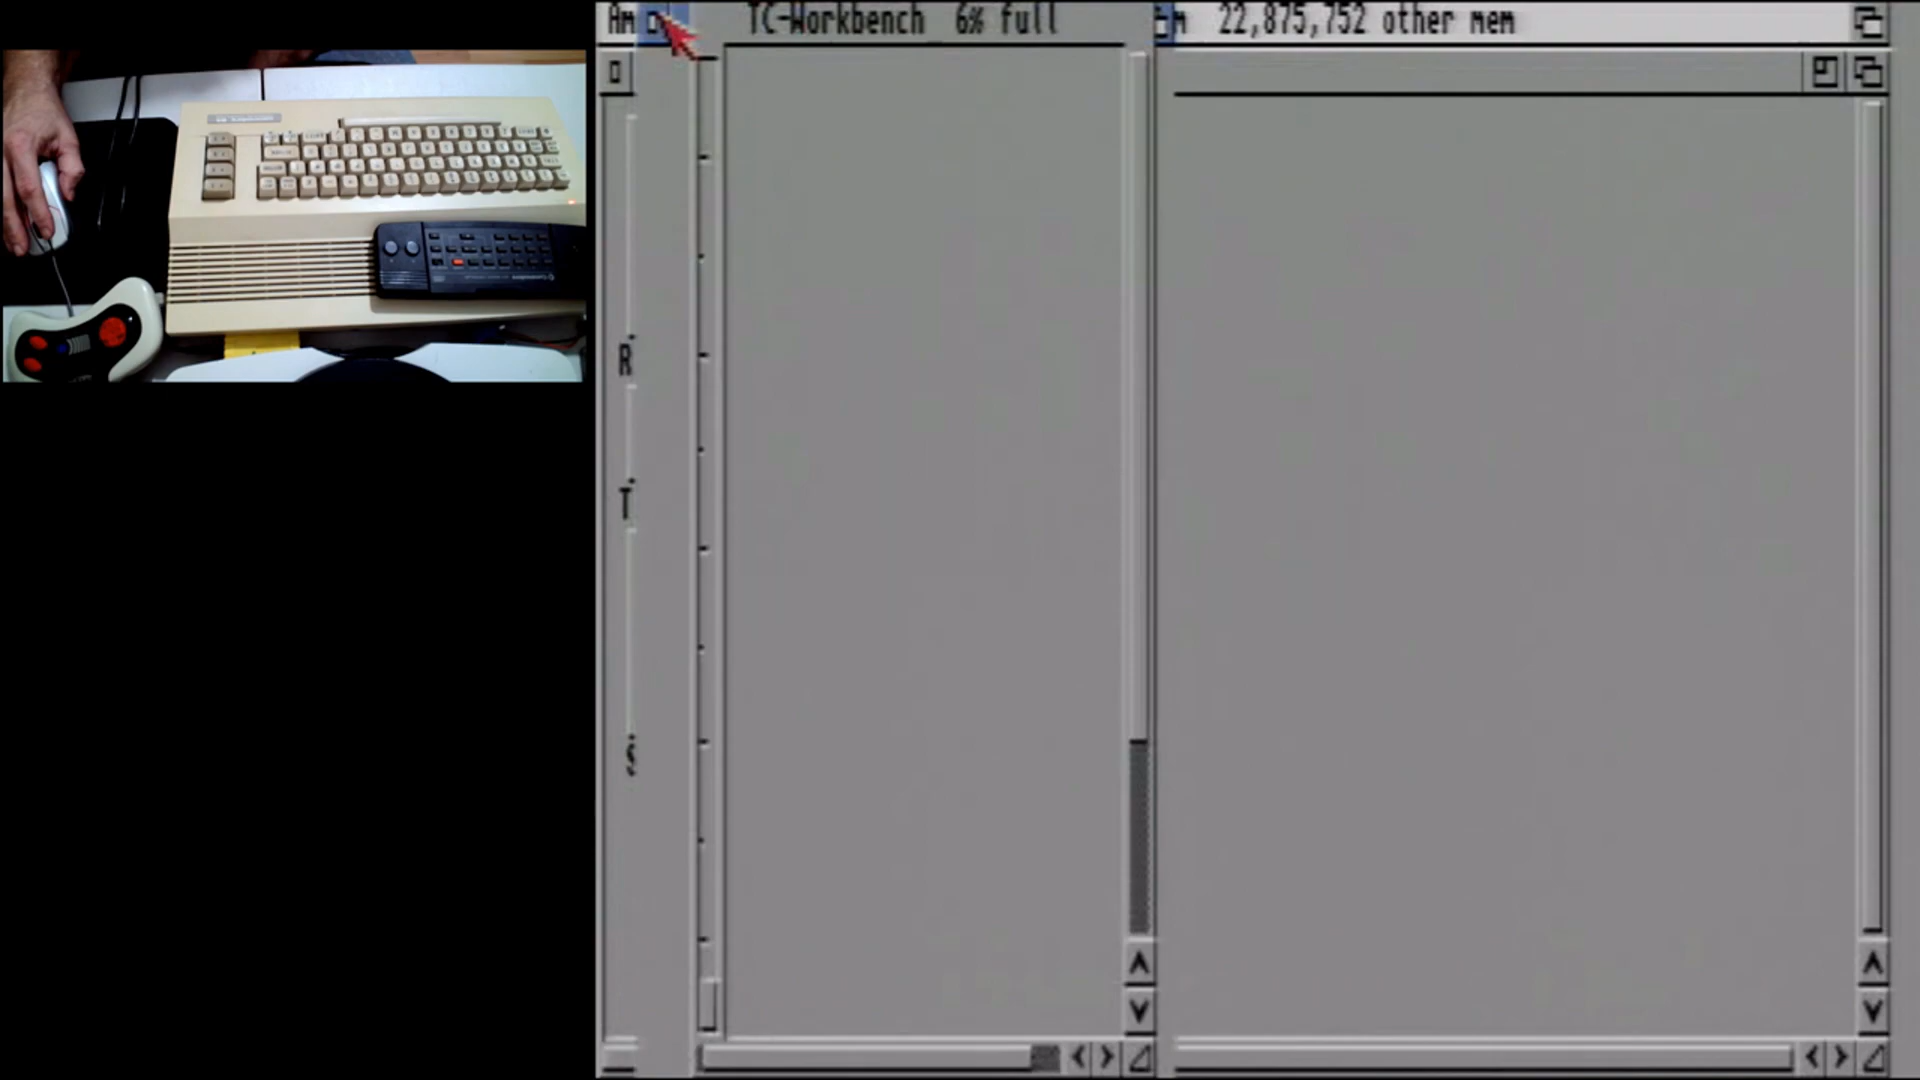 Am
TC-Workbench 6% full
22,875,752 other mem
R.
T.